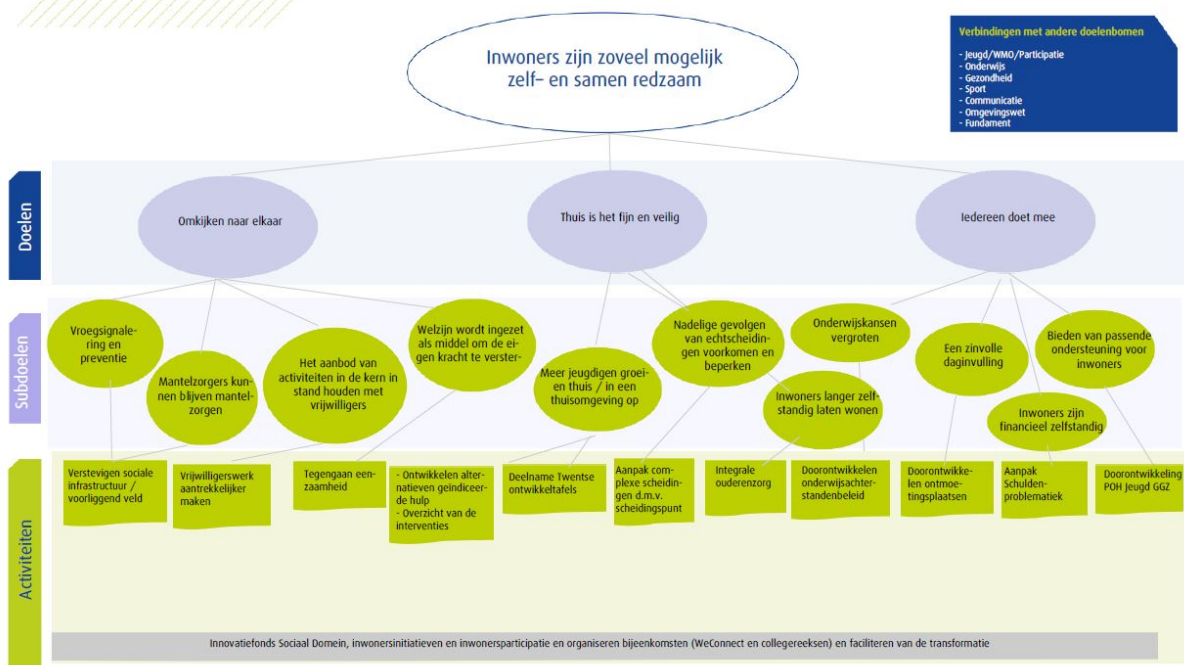 Inwoners zijn zoveel mogelijk
zelf- en samen redzaam
Verbindingen met andere doelenbomen
- Jeugd/WMO/Participatie
- Onderwijs
- Gezondheid
- Sport
- Communicatie
- Omgevingswet
- Fundament
Doelen
Omkijken naar elkaar
Thuis is het fijn en veilig
Iedereen doet mee
Subdoelen
Vroegsignale-
ring en
preventie
Mantelzorgers kun-
nen blijven mantel-
zorgen
Het aanbod van
activiteiten in de kern in
stand houden met
vrijwilligers
Welzijn wordt ingezet
als middel om de ei-
gen kracht te verster-
Meer jeugdigen groei-
en thuis / in een
thuisomgeving op
Nadelige gevolgen
van echtscheidin-
gen voorkomen en
beperken
Inwoners langer zelf-
standig laten wonen
Onderwijskansen
vergroten
Een zinvolle
daginvulling
Inwoners zijn
financieel zelfstandig
Bieden van passende
ondersteuning voor
inwoners
Activiteiten
Verstevigen sociale
infrastructuur /
voorliggend veld
Vrijwilligerswerk
aantrekkelijker
maken
Tegengaan een-
zaamheid
- Ontwikkelen alter-
natieven geïndiceer-
de hulp
- Overzicht van de
interventies
Deelname Twentse
ontwikkeltafels
Aanpak com-
plexe scheidin-
gen d.m.v.
scheidingspunt
Integrale
ouderenzorg
Doorontwikkelen
onderwijsachter-
standenbeleid
Doorontwikke-
len ontmoe-
tingsplaatsen
Aanpak
Schulden-
problematiek
Doorontwikkeling
POH Jeugd GGZ
Innovatiefonds Sociaal Domein, inwonersinitiatieven en inwonersparticipatie en organiseren bijeenkomsten (WeConnect en collegereeksen) en faciliteren van de transformatie